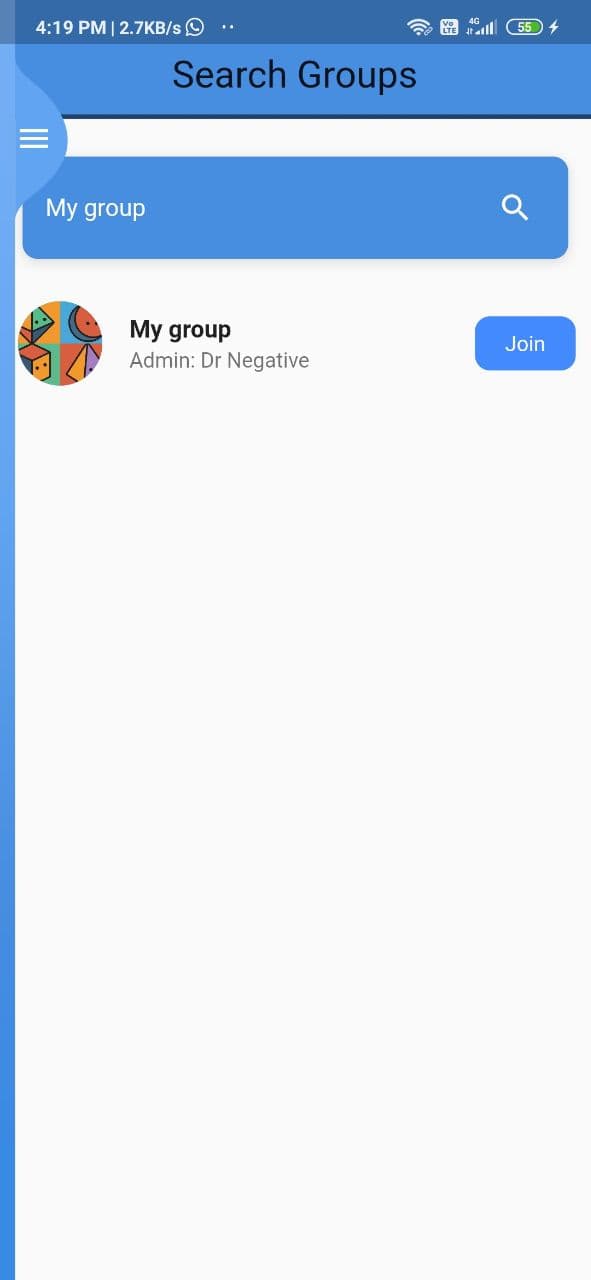 4:19 PM | 2.7KB/s
Vo LTE 4G 55
Search Groups
My group
My group
Admin: Dr Negative
Join